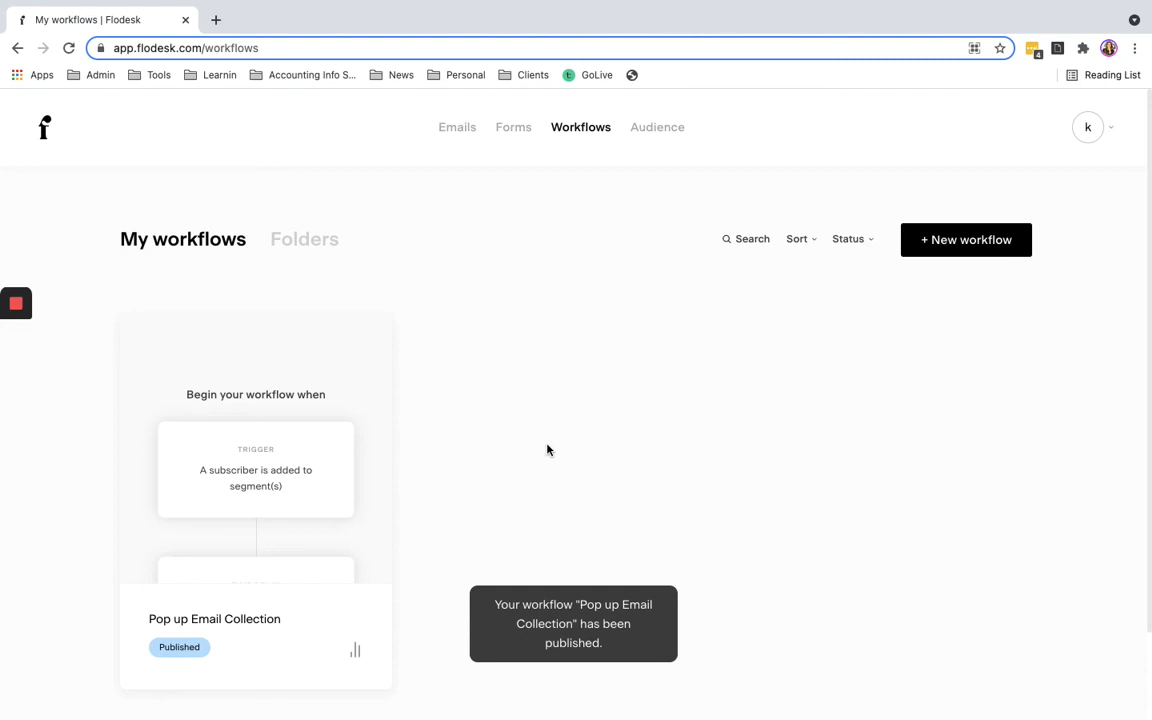 My workflows | Flodesk
app.flodesk.com/workflows
4
Apps Admin Tools Learnin Accounting Info S... News Personal Clients GoLive Reading List
f Emails Forms Workflows Audience k
My workflows Folders Search Sort Status + New workflow
Begin your workflow when
TRIGGER
A subscriber is added to
segment(s)
Pop up Email Collection
Published
Your workflow "Pop up Email
Collection" has been
published.